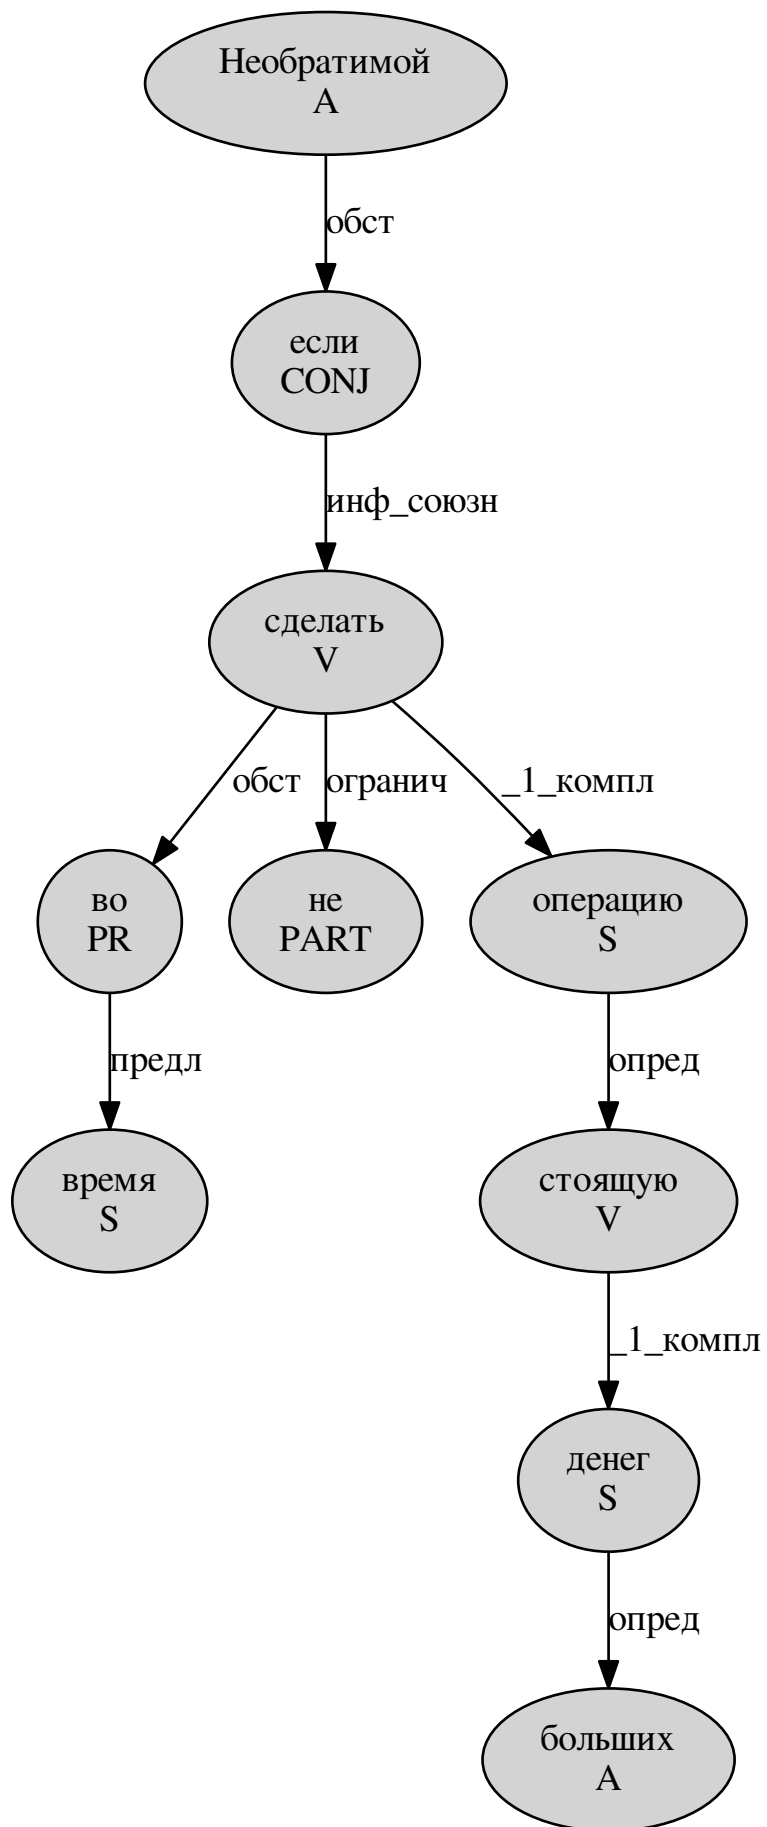 Необратимой
A
обст
если
CONJ
инф_союзн
сделать
V
обст
огранич
_1_компл
во
PR
не
PART
операцию
S
предл
опред
время
S
стоящую
V
_1_компл
денег
S
опред
больших
A